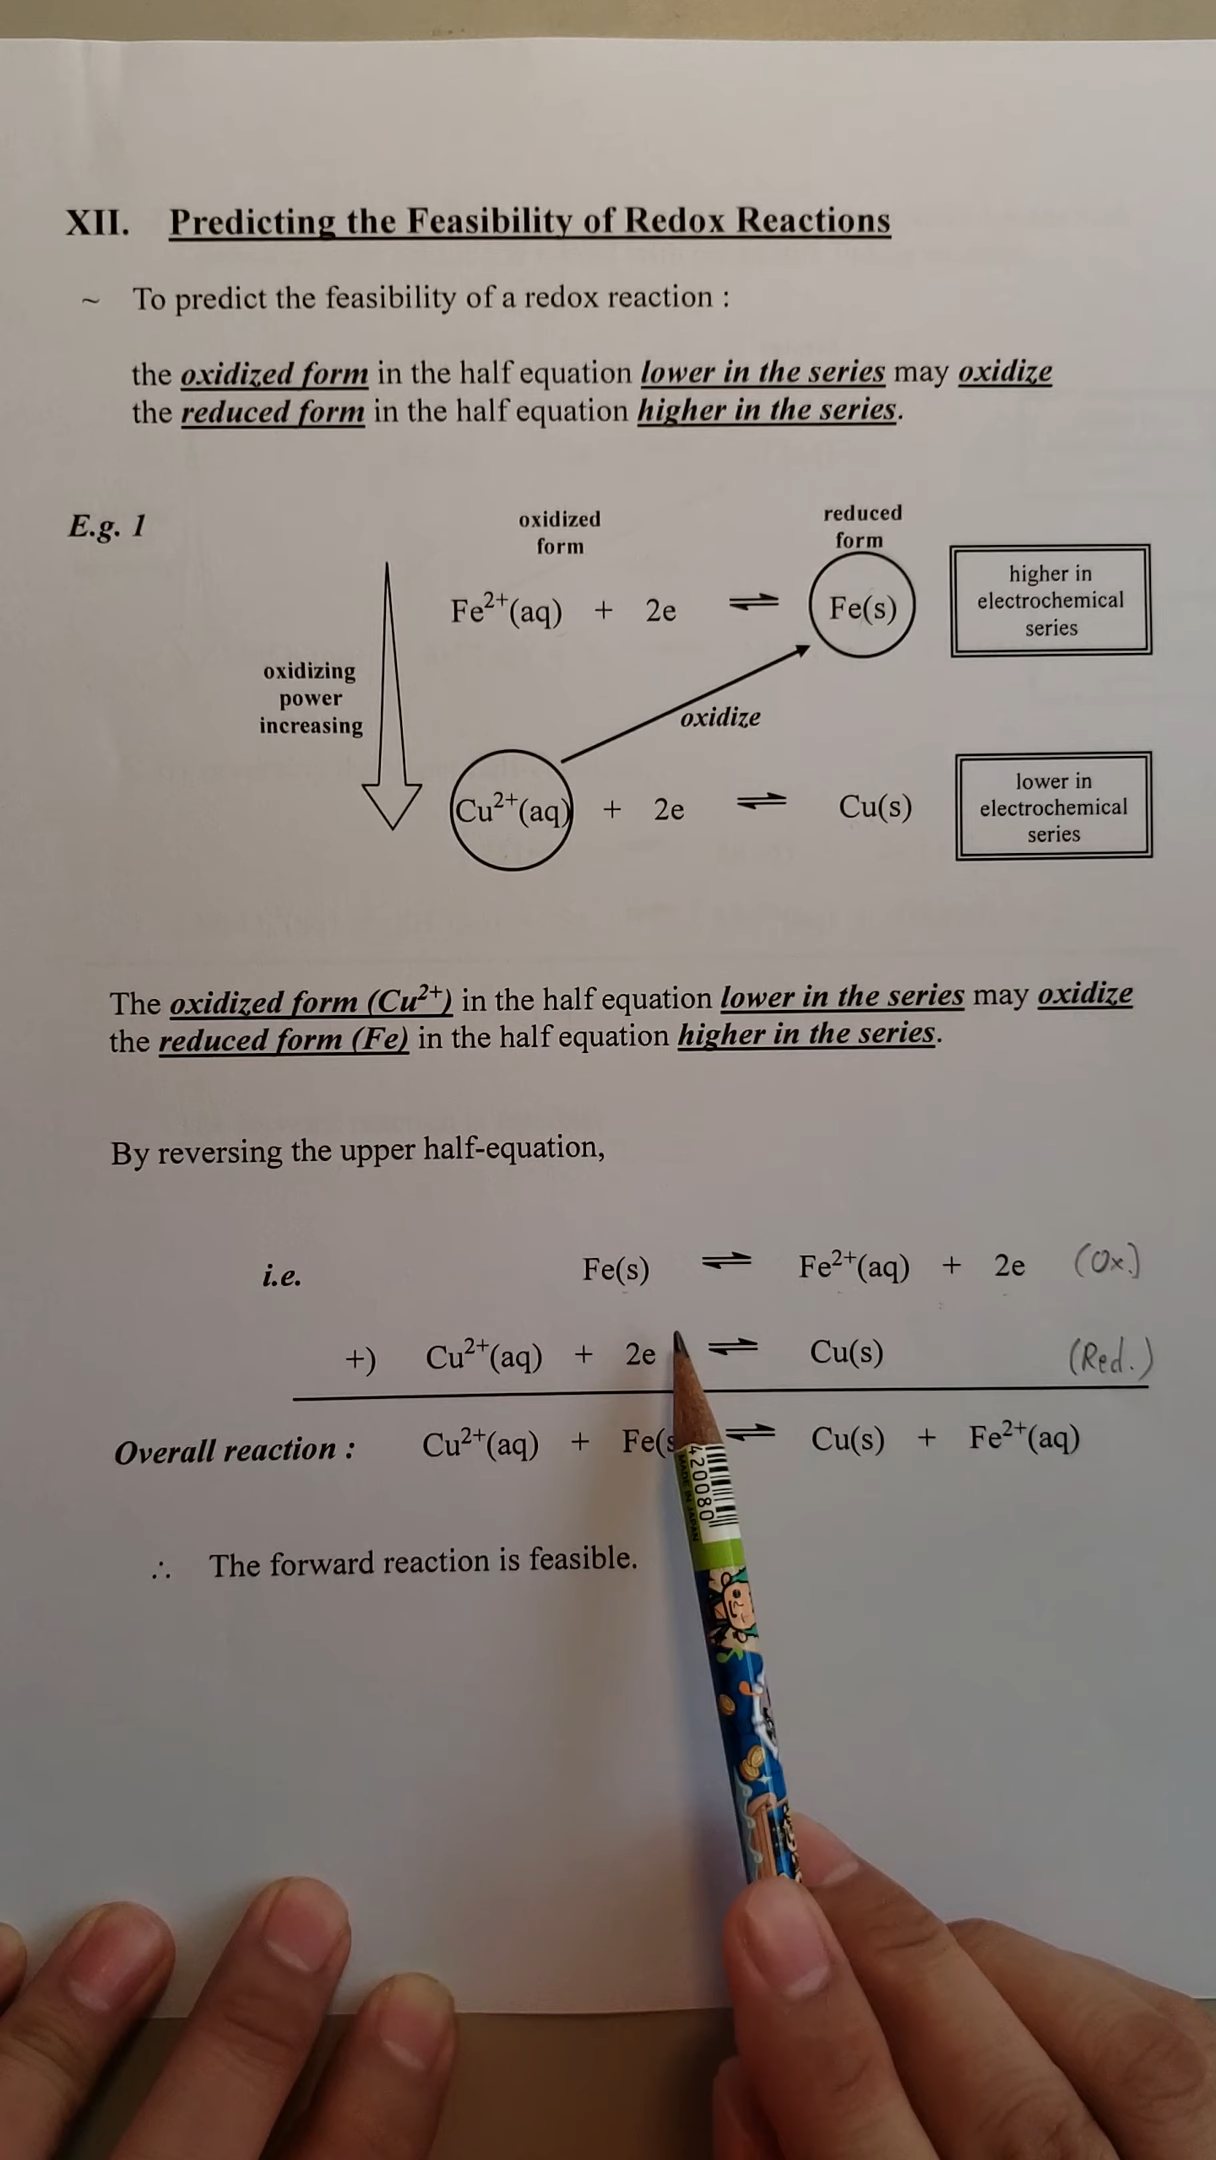 XII. Predicting the Feasibility of Redox Reactions
~ To predict the feasibility of a redox reaction :
the oxidized form in the half equation lower in the series may oxidize
the reduced form in the half equation higher in the series.
E.g. 1
oxidized
form
reduced
form
Fe²⁺(aq) + 2e ⇌ Fe(s)
higher in
electrochemical
series
oxidizing
power
increasing
oxidize
Cu²⁺(aq) + 2e ⇌ Cu(s)
lower in
electrochemical
series
The oxidized form (Cu²⁺) in the half equation lower in the series may oxidize
the reduced form (Fe) in the half equation higher in the series.
By reversing the upper half-equation,
i.e. Fe(s) ⇌ Fe²⁺(aq) + 2e (Ox.)
+) Cu²⁺(aq) + 2e ⇌ Cu(s) (Red.)
Overall reaction : Cu²⁺(aq) + Fe(s ⇌ Cu(s) + Fe²⁺(aq)
∴ The forward reaction is feasible.
420080
MADE IN JAPAN